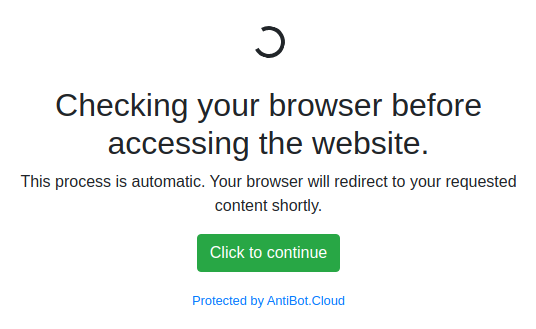 Checking your browser before
accessing the website.
This process is automatic. Your browser will redirect to your requested
content shortly.
Click to continue
Protected by AntiBot.Cloud